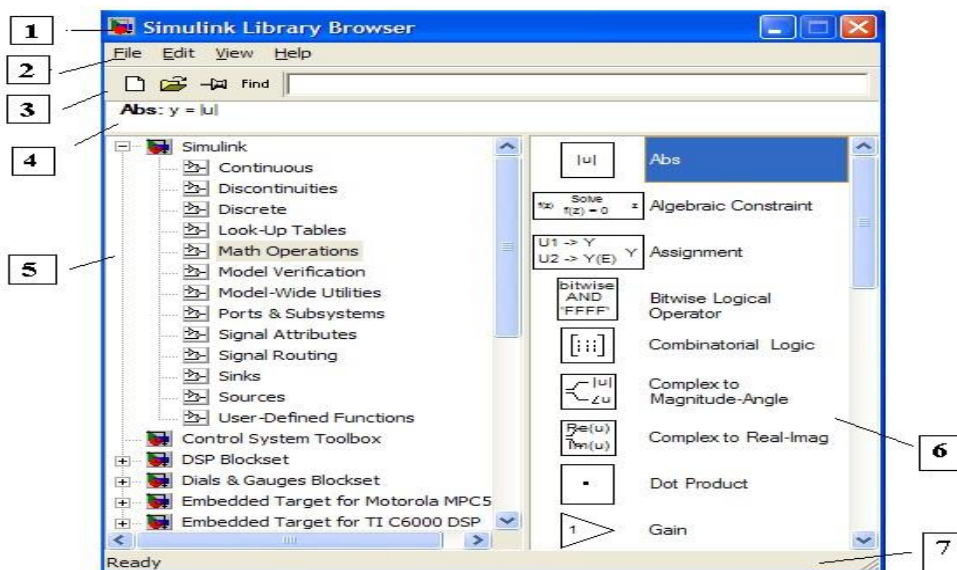 1
Simulink Library Browser
2
File Edit View Help
3
Find
4
Abs: y = |u|
5
Simulink
Continuous
Discontinuities
Discrete
Look-Up Tables
Math Operations
Model Verification
Model-Wide Utilities
Ports & Subsystems
Signal Attributes
Signal Routing
Sinks
Sources
User-Defined Functions
Control System Toolbox
DSP Blockset
Dials & Gauges Blockset
Embedded Target for Motorola MPC5
Embedded Target for TI C6000 DSP
|u| Abs
f(z) Solve f(z) = 0 z Algebraic Constraint
U1 -> Y
U2 -> Y(E) Y Assignment
bitwise
AND
'FFFF'
Bitwise Logical
Operator
Combinatorial Logic
|u|
∠u
Complex to
Magnitude-Angle
Re(u)
Im(u)
Complex to Real-Imag
Dot Product
1 Gain
6
Ready
7